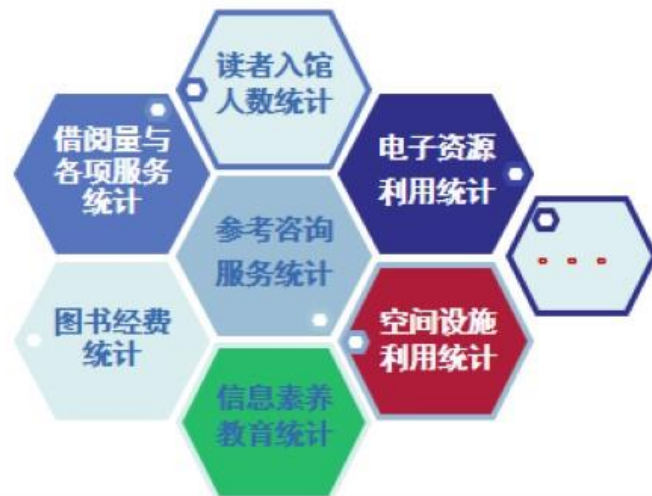 读者入馆
人数统计
借阅量与
各项服务
统计
电子资源
利用统计
参考咨询
服务统计
。。。
图书经费
统计
空间设施
利用统计
信息素养
教育统计